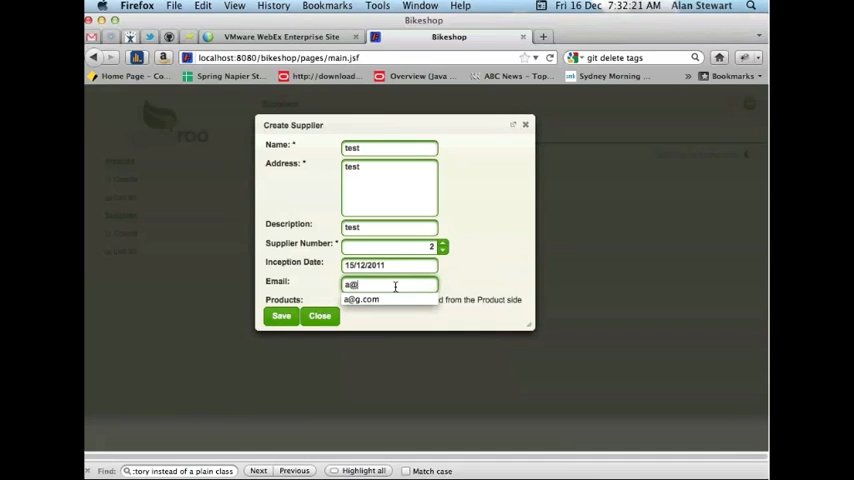 Firefox File Edit View History Bookmarks Tools Window Help Fri 16 Dec 7:32:21 AM Alan Stewart
Bikeshop
VMware WebEx Enterprise Site Bikeshop
localhost:8080/bikeshop/pages/main.jsf git delete tags
Home Page - C... Spring Napier St... http://download... Overview (Java ... ABC News - Top... Sydney Morning ... Bookmarks
Create Supplier
Name: * test
Address: * test
Description: test
Supplier Number: * 2
Inception Date: 15/12/2011
Email: a@
a@g.com
Products: d from the Product side
Save Close
Find: :tory instead of a plain class Next Previous Highlight all Match case